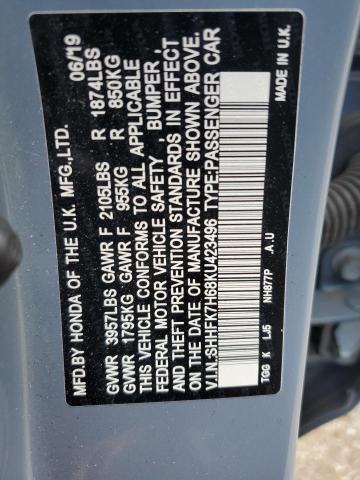 MFD.BY HONDA OF THE U.K. MFG.,LTD. 06/19
GVWR 3957LBS GAWR F 2105LBS R 1874LBS
GVWR 1795KG GAWR F 955KG R 850KG
THIS VEHICLE CONFORMS TO ALL APPLICABLE
FEDERAL MOTOR VEHICLE SAFETY, BUMPER,
AND THEFT PREVENTION STANDARDS IN EFFECT
ON THE DATE OF MANUFACTURE SHOWN ABOVE.
V.I.N.:SHHFK7H68KU423496 TYPE:PASSENGER CAR
TGG K LJ5 NH877P A.U MADE IN U.K.